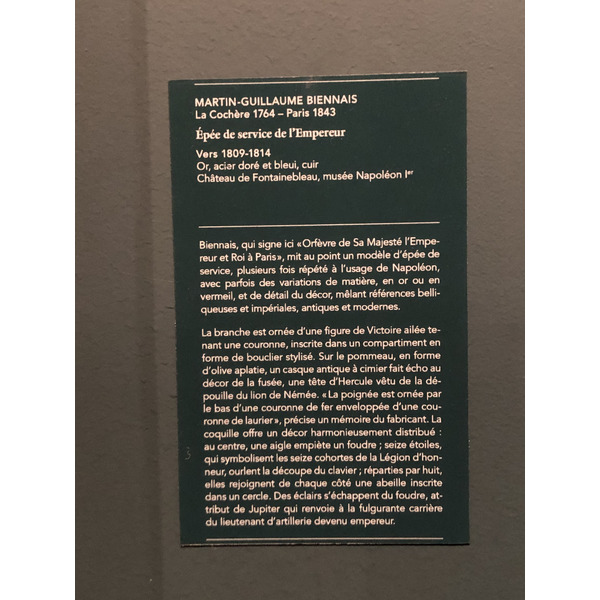 MARTIN-GUILLAUME BIENNAIS
La Cochère 1764 – Paris 1843
Épée de service de l'Empereur
Vers 1809-1814
Or, acier doré et bleui, cuir
Château de Fontainebleau, musée Napoléon Ier
Biennais, qui signe ici «Orfèvre de Sa Majesté l'Empe-
reur et Roi à Paris», mit au point un modèle d'épée de
service, plusieurs fois répété à l'usage de Napoléon,
avec parfois des variations de matière, en or ou en
vermeil, et de détail du décor, mêlant références belli-
queuses et impériales, antiques et modernes.
La branche est ornée d'une figure de Victoire ailée te-
nant une couronne, inscrite dans un compartiment en
forme de bouclier stylisé. Sur le pommeau, en forme
d'olive aplatie, un casque antique à cimier fait écho au
décor de la fusée, une tête d'Hercule vêtu de la dé-
pouille du lion de Némée. «La poignée est ornée par
le bas d'une couronne de fer enveloppée d'une cou-
ronne de laurier», précise un mémoire du fabricant. La
coquille offre un décor harmonieusement distribué :
au centre, une aigle empiète un foudre ; seize étoiles,
qui symbolisent les seize cohortes de la Légion d'hon-
neur, ourlent la découpe du clavier ; réparties par huit,
elles rejoignent de chaque côté une abeille inscrite
dans un cercle. Des éclairs s'échappent du foudre, at-
tribut de Jupiter qui renvoie à la fulgurante carrière
du lieutenant d'artillerie devenu empereur.